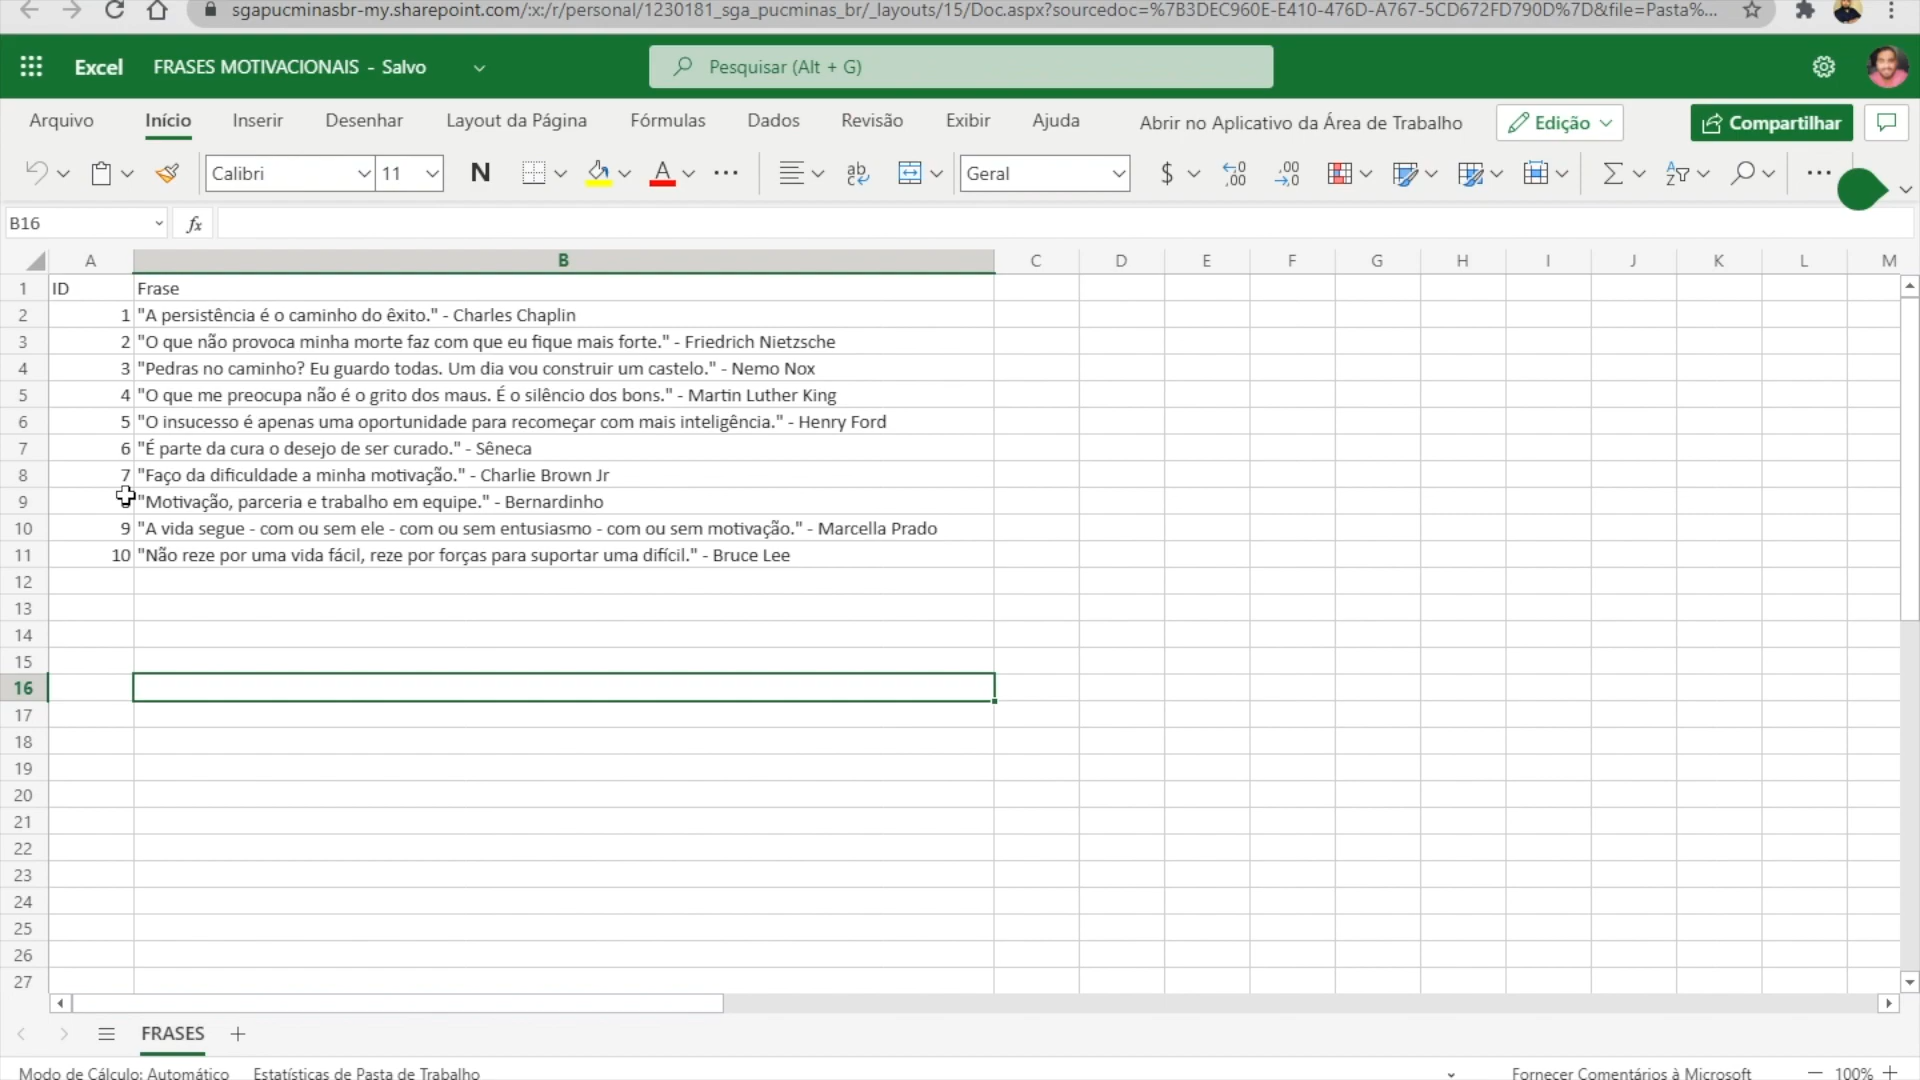 sgapucminasbr-my.sharepoint.com/:x:/r/personal/1230181_sga_pucminas_br/_layouts/15/Doc.aspx?sourcedoc=%7B3DEC960E-E410-476D-A767-5CD672FD790D%7D&file=Pasta%...
Excel FRASES MOTIVACIONAIS - Salvo Pesquisar (Alt + G)
Arquivo Início Inserir Desenhar Layout da Página Fórmulas Dados Revisão Exibir Ajuda Abrir no Aplicativo da Área de Trabalho Edição Compartilhar
Calibri 11 N A ab Geral $ ,00 ,00
B16 fx
A B C D E F G H I J K L M
1 ID Frase
2 1 "A persistência é o caminho do êxito." - Charles Chaplin
3 2 "O que não provoca minha morte faz com que eu fique mais forte." - Friedrich Nietzsche
4 3 "Pedras no caminho? Eu guardo todas. Um dia vou construir um castelo." - Nemo Nox
5 4 "O que me preocupa não é o grito dos maus. É o silêncio dos bons." - Martin Luther King
6 5 "O insucesso é apenas uma oportunidade para recomeçar com mais inteligência." - Henry Ford
7 6 "É parte da cura o desejo de ser curado." - Sêneca
8 7 "Faço da dificuldade a minha motivação." - Charlie Brown Jr
9 "Motivação, parceria e trabalho em equipe." - Bernardinho
10 9 "A vida segue - com ou sem ele - com ou sem entusiasmo - com ou sem motivação." - Marcella Prado
11 10 "Não reze por uma vida fácil, reze por forças para suportar uma difícil." - Bruce Lee
12
13
14
15
16
17
18
19
20
21
22
23
24
25
26
27
FRASES
Modo de Cálculo: Automático Estatísticas de Pasta de Trabalho Fornecer Comentários à Microsoft 100%